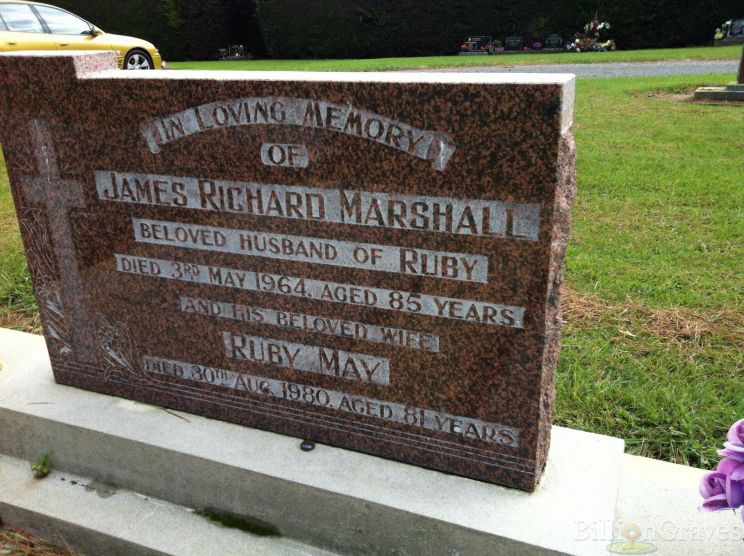 IN LOVING MEMORY
OF
JAMES RICHARD MARSHALL
BELOVED HUSBAND OF RUBY
DIED 3RD MAY 1964, AGED 85 YEARS
AND HIS BELOVED WIFE
RUBY MAY
DIED 30TH AUG. 1980. AGED 81 YEARS
BillionGraves